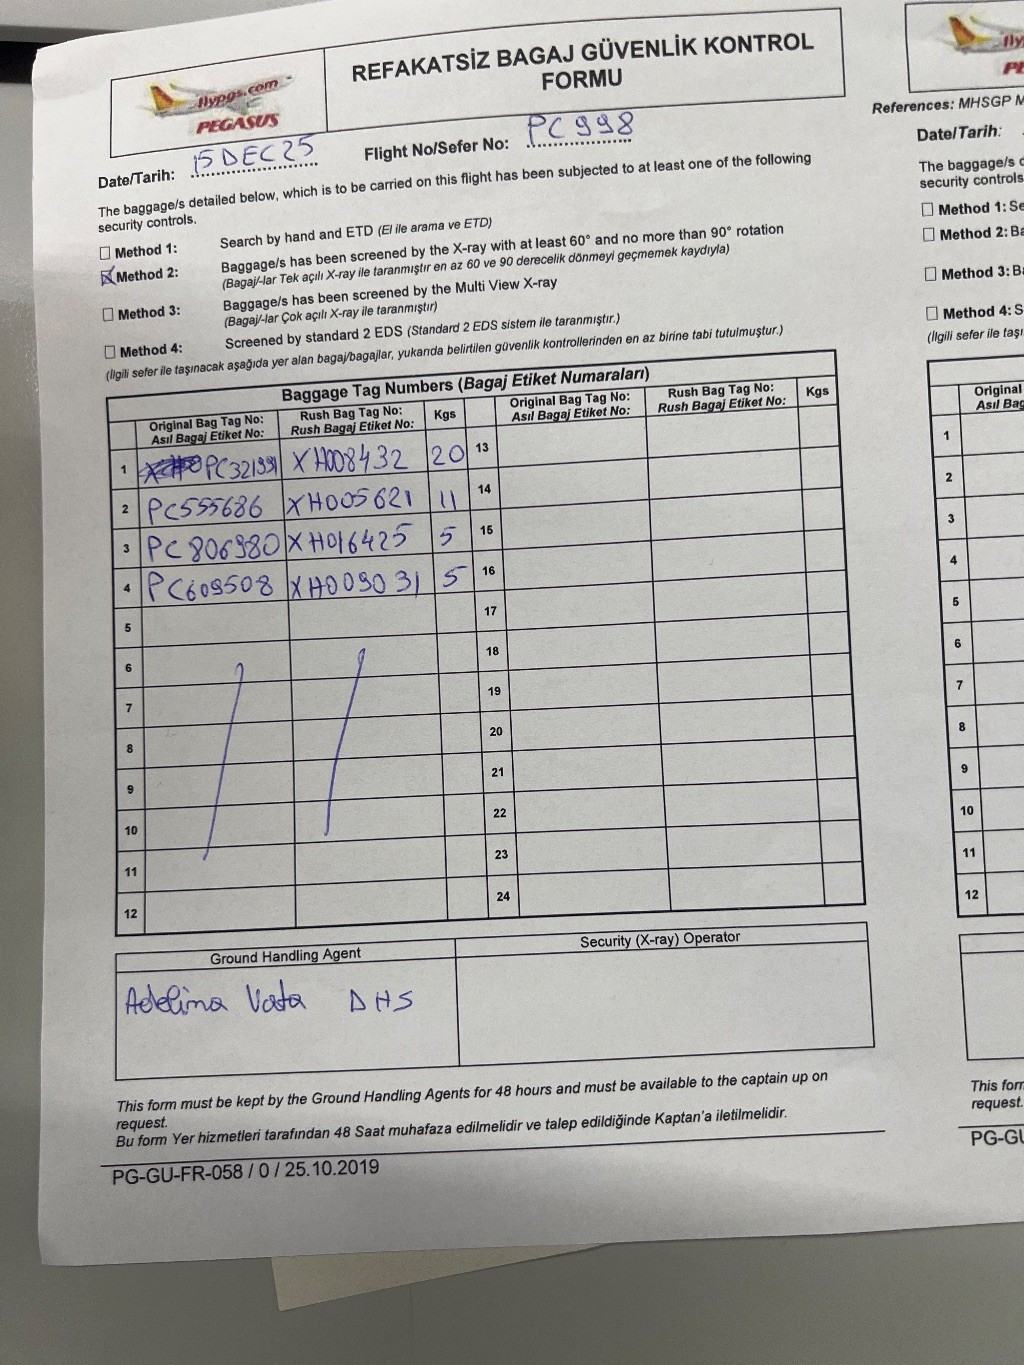 flypgs.com
PEGASUS
REFAKATSİZ BAGAJ GÜVENLİK KONTROL
FORMU
Date/Tarih: 15 DEC 25
Flight No/Sefer No: PC 998
The baggage/s detailed below, which is to be carried on this flight has been subjected to at least one of the following
security controls.
Method 1: Search by hand and ETD (El ile arama ve ETD)
Method 2: Baggage/s has been screened by the X-ray with at least 60° and no more than 90° rotation
(Bagaj/-lar Tek açılı X-ray ile taranmıştır en az 60 ve 90 derecelik dönmeyi geçmemek kaydıyla)
Method 3: Baggage/s has been screened by the Multi View X-ray
(Bagaj/-lar Çok açılı X-ray ile taranmıştır)
Method 4: Screened by standard 2 EDS (Standard 2 EDS sistem ile taranmıştır.)
(İlgili sefer ile taşınacak aşağıda yer alan bagaj/bagajlar, yukarıda belirtilen güvenlik kontrollerinden en az birine tabi tutulmuştur.)
Baggage Tag Numbers (Bagaj Etiket Numaraları)
Original Bag Tag No: Rush Bag Tag No: Kgs Original Bag Tag No: Rush Bag Tag No: Kgs
Asıl Bagaj Etiket No: Rush Bagaj Etiket No: Asıl Bagaj Etiket No: Rush Bagaj Etiket No:
1 PC321991 XH008432 20 13
2 PC555686 XH005621 11 14
3 PC806980 XH016425 5 15
4 PC609508 XH009031 5 16
5 17
6 18
7 19
8 20
9 21
10 22
11 23
12 24
Ground Handling Agent Security (X-ray) Operator
Adelina Vata DHS
This form must be kept by the Ground Handling Agents for 48 hours and must be available to the captain up on
request.
Bu form Yer hizmetleri tarafından 48 Saat muhafaza edilmelidir ve talep edildiğinde Kaptan'a iletilmelidir.
PG-GU-FR-058 / 0 / 25.10.2019
References: MHSGP
Date/Tarih:
The baggage/s
security controls
Method 1:
Method 2:
Method 3:
Method 4:
(İlgili sefer ile
Original
Asıl
1
2
3
4
5
6
7
8
9
10
11
12
This
request.